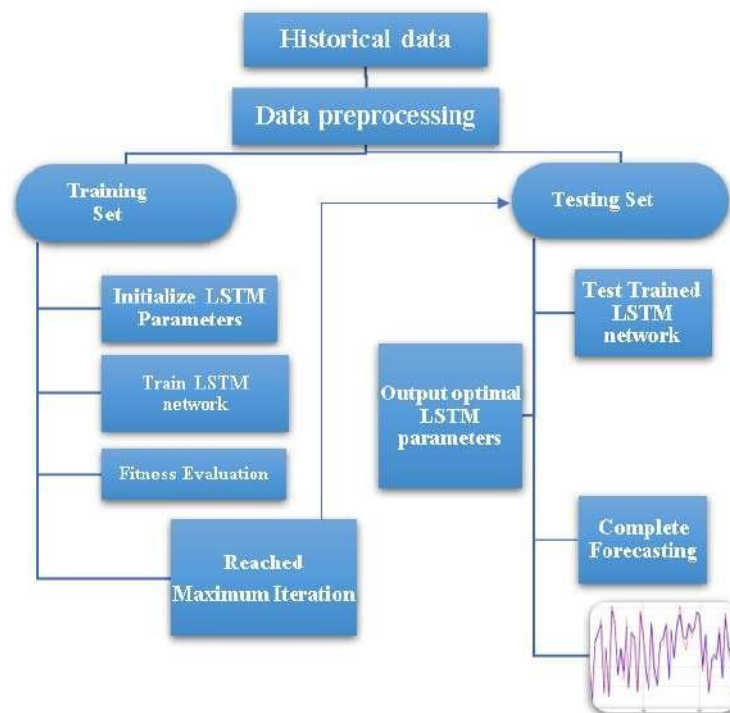 Historical data
Data preprocessing
Training
Set
Testing Set
Initialize LSTM
Parameters
Test Trained
LSTM
network
Train LSTM
network
Output optimal
LSTM
parameters
Fitness Evaluation
Reached
Maximum Iteration
Complete
Forecasting